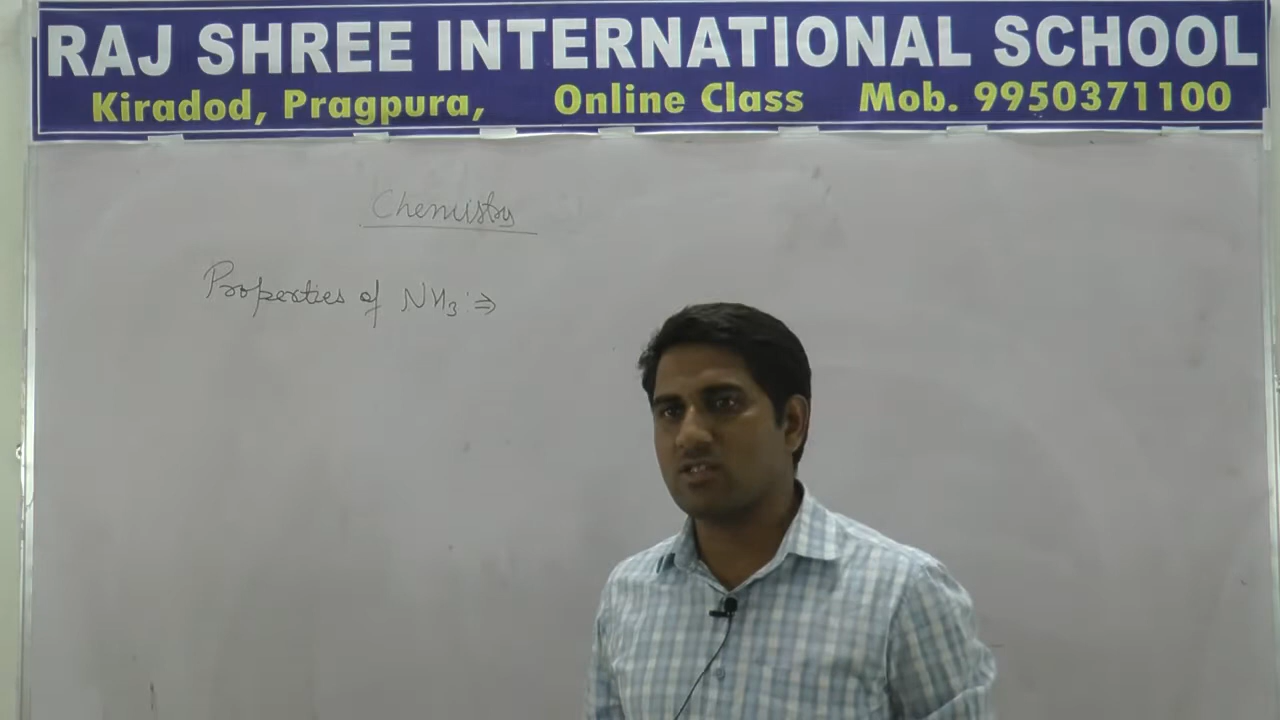 RAJ SHREE INTERNATIONAL SCHOOL
Kiradod, Pragpura, Online Class Mob. 9950371100
Chemistry
Properties of NH3 :⇒